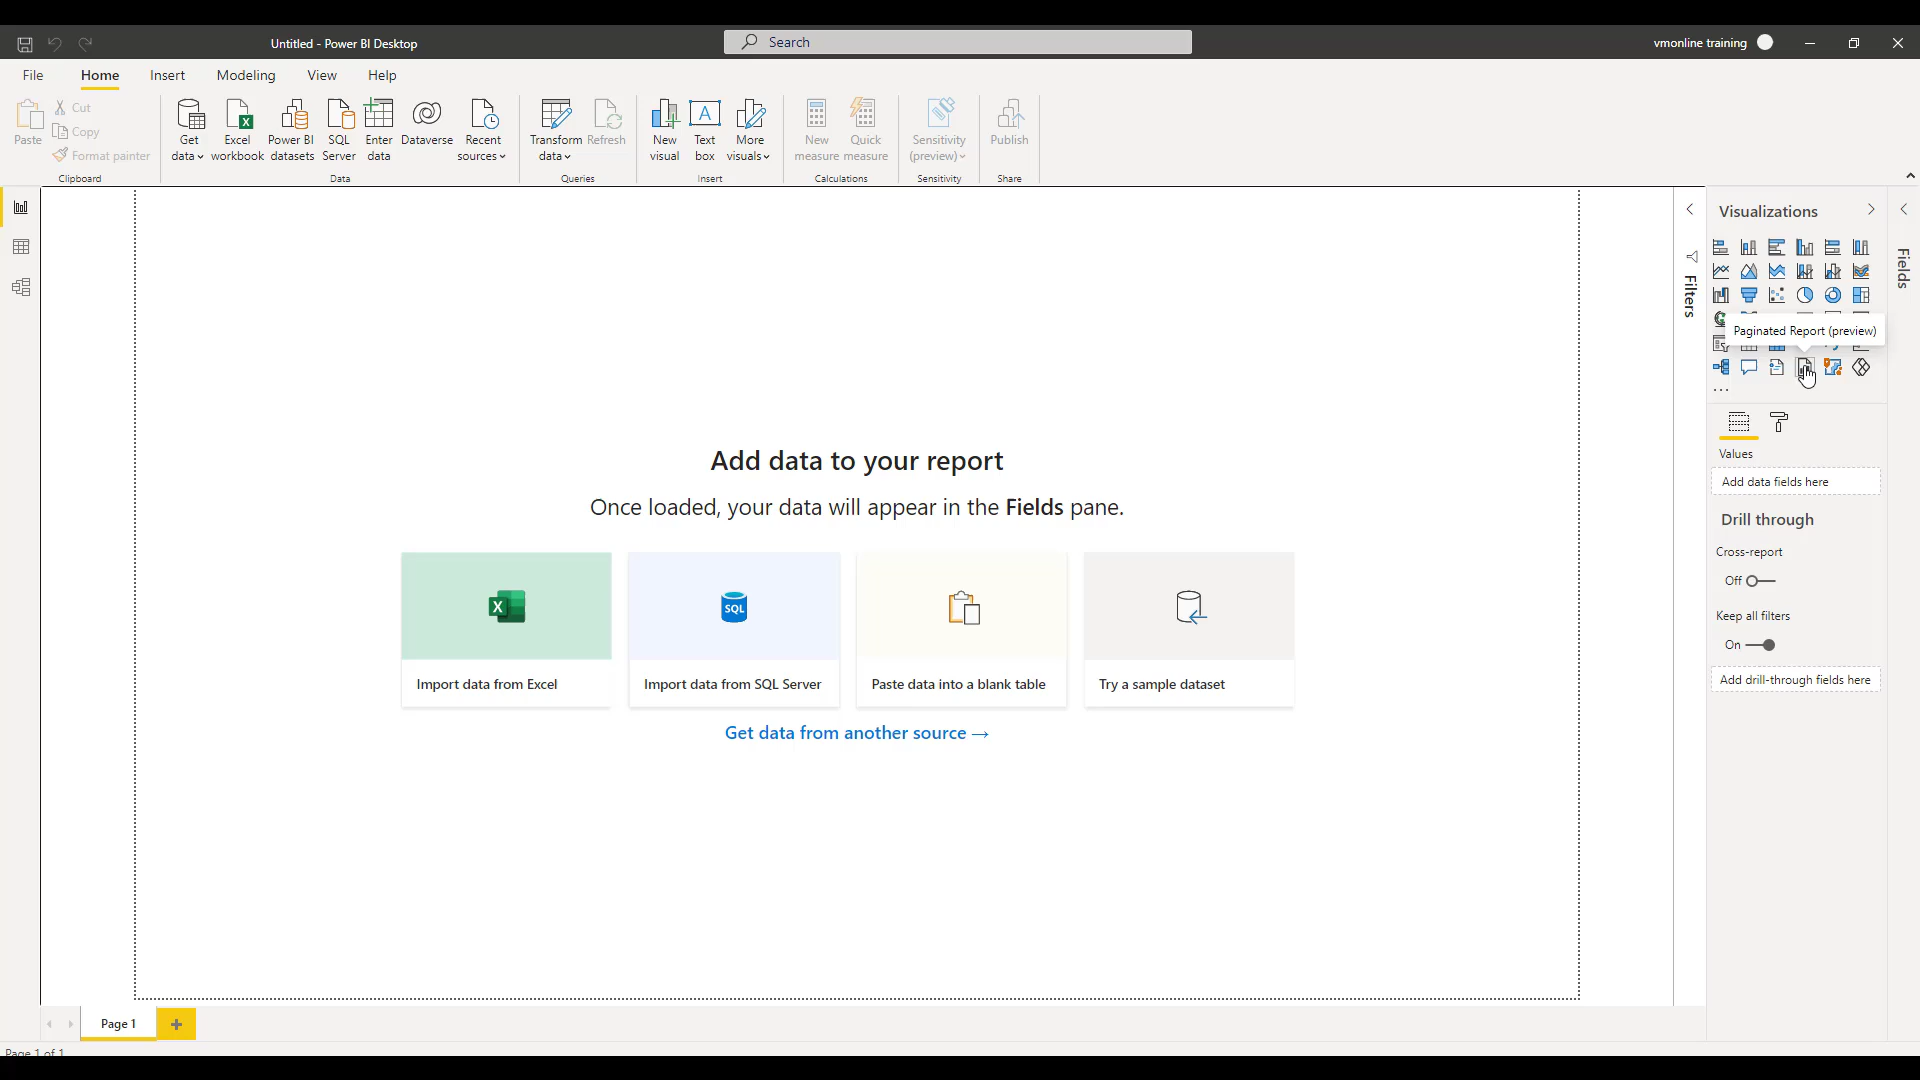 Untitled - Power BI Desktop
Search
vmonline training
File
Home
Insert
Modeling
View
Help
Paste
Cut
Copy
Format painter
Clipboard
Get data
Excel workbook
Power BI datasets
SQL Server
Enter data
Dataverse
Recent sources
Data
Transform data
Refresh
Queries
New visual
A
Text box
More visuals
Insert
New measure
Quick measure
Calculations
Sensitivity (preview)
Sensitivity
Publish
Share
Filters
Visualizations
Fields
Paginated Report (preview)
...
Values
Add data fields here
Drill through
Cross-report
Off
Keep all filters
On
Add drill-through fields here
Add data to your report
Once loaded, your data will appear in the Fields pane.
X
SQL
Import data from Excel
Import data from SQL Server
Paste data into a blank table
Try a sample dataset
Get data from another source →
Page 1
+
Page 1 of 1